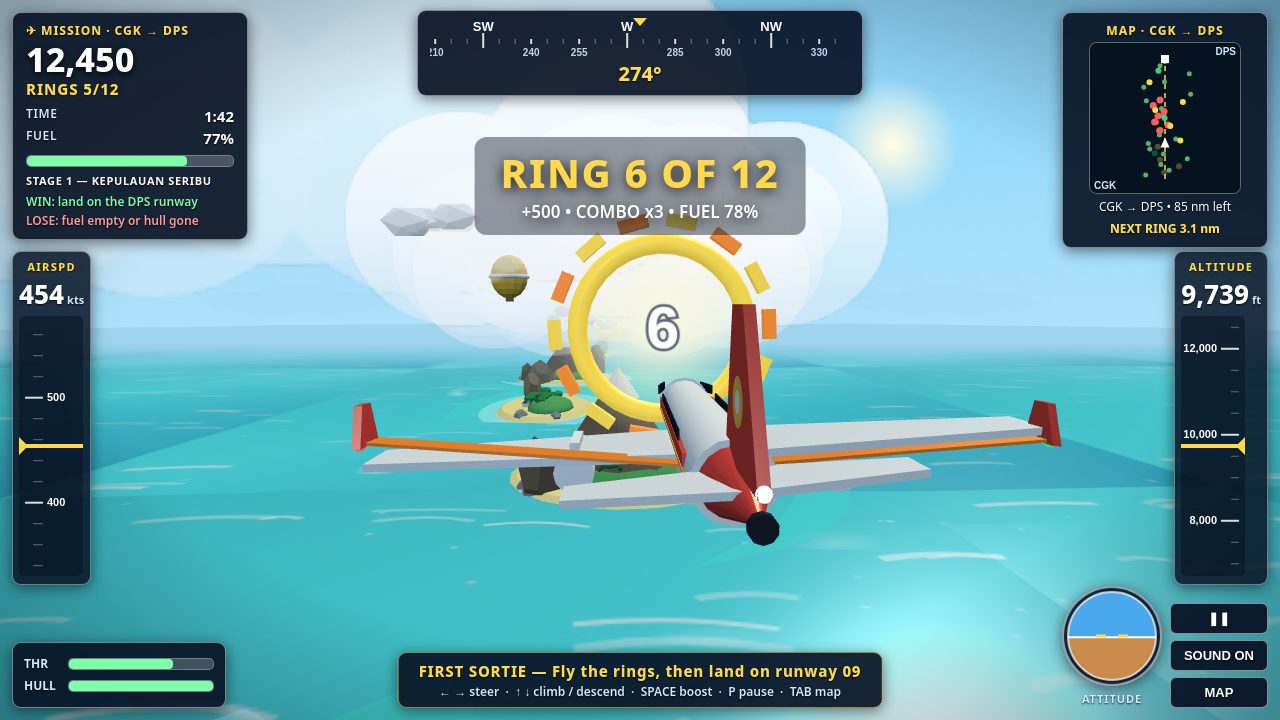 ✈ MISSION · CGK → DPS
12,450
RINGS 5/12
TIME 1:42
FUEL 77%
STAGE 1 — KEPULAUAN SERIBU
WIN: land on the DPS runway
LOSE: fuel empty or hull gone
SW W NW
210 240 255 285 300 330
274°
MAP · CGK → DPS
DPS
CGK
CGK → DPS • 85 nm left
NEXT RING 3.1 nm
RING 6 OF 12
+500 • COMBO x3 • FUEL 78%
6
AIRSPD
454 kts
500
400
ALTITUDE
9,739 ft
12,000
10,000
8,000
THR
HULL
FIRST SORTIE — Fly the rings, then land on runway 09
← → steer · ↑ ↓ climb / descend · SPACE boost · P pause · TAB map
ATTITUDE
❚❚
SOUND ON
MAP